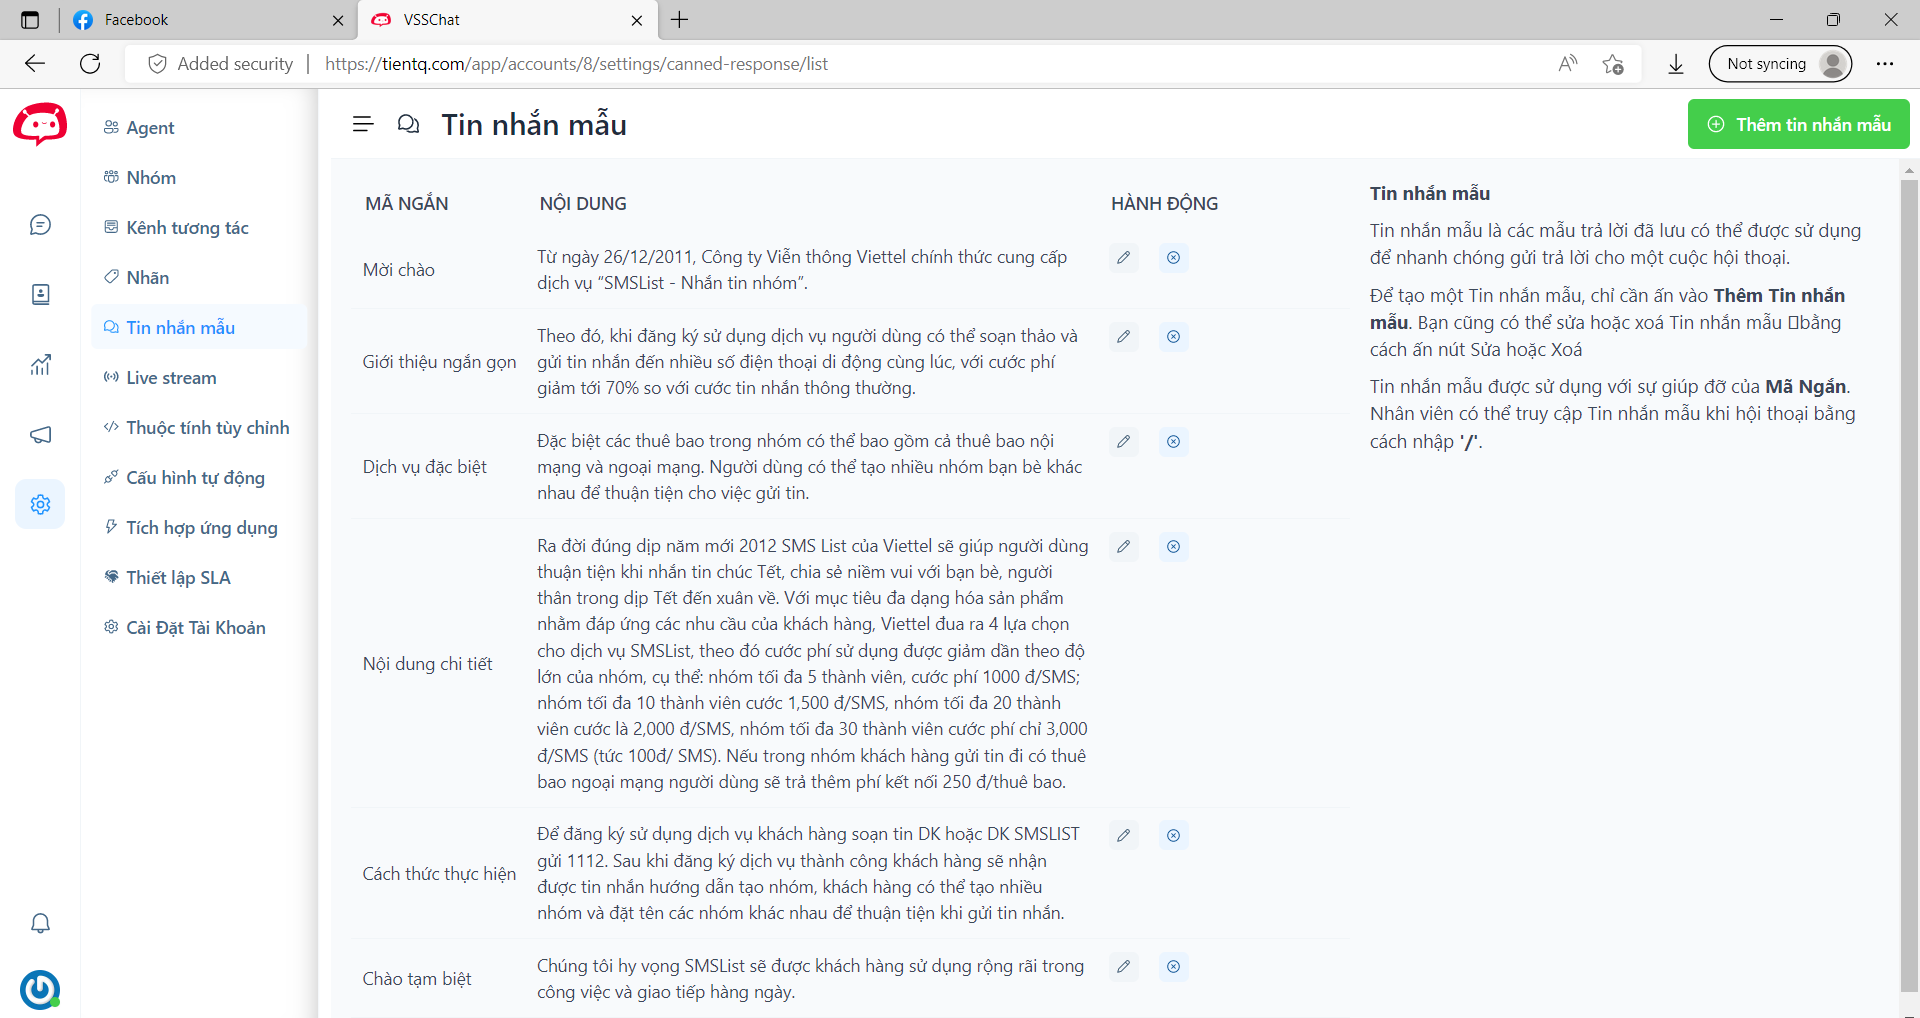 Facebook
VSSChat
Added security
https://tientq.com/app/accounts/8/settings/canned-response/list
Not syncing
Agent
Nhóm
Kênh tương tác
Nhãn
Tin nhắn mẫu
Live stream
Thuộc tính tùy chỉnh
Cấu hình tự động
Tích hợp ứng dụng
Thiết lập SLA
Cài Đặt Tài Khoản
Tin nhắn mẫu
Thêm tin nhắn mẫu
MÃ NGẮN
NỘI DUNG
HÀNH ĐỘNG
Mời chào
Từ ngày 26/12/2011, Công ty Viễn thông Viettel chính thức cung cấp
dịch vụ “SMSList - Nhắn tin nhóm”.
Giới thiệu ngắn gọn
Theo đó, khi đăng ký sử dụng dịch vụ người dùng có thể soạn thảo và
gửi tin nhắn đến nhiều số điện thoại di động cùng lúc, với cước phí
giảm tới 70% so với cước tin nhắn thông thường.
Dịch vụ đặc biệt
Đặc biệt các thuê bao trong nhóm có thể bao gồm cả thuê bao nội
mạng và ngoại mạng. Người dùng có thể tạo nhiều nhóm bạn bè khác
nhau để thuận tiện cho việc gửi tin.
Nội dung chi tiết
Ra đời đúng dịp năm mới 2012 SMS List của Viettel sẽ giúp người dùng
thuận tiện khi nhắn tin chúc Tết, chia sẻ niềm vui với bạn bè, người
thân trong dịp Tết đến xuân về. Với mục tiêu đa dạng hóa sản phẩm
nhằm đáp ứng các nhu cầu của khách hàng, Viettel đua ra 4 lựa chọn
cho dịch vụ SMSList, theo đó cước phí sử dụng được giảm dần theo độ
lớn của nhóm, cụ thể: nhóm tối đa 5 thành viên, cước phí 1000 đ/SMS;
nhóm tối đa 10 thành viên cước 1,500 đ/SMS, nhóm tối đa 20 thành
viên cước là 2,000 đ/SMS, nhóm tối đa 30 thành viên cước phí chỉ 3,000
đ/SMS (tức 100đ/ SMS). Nếu trong nhóm khách hàng gửi tin đi có thuê
bao ngoại mạng người dùng sẽ trả thêm phí kết nối 250 đ/thuê bao.
Cách thức thực hiện
Để đăng ký sử dụng dịch vụ khách hàng soạn tin DK hoặc DK SMSLIST
gửi 1112. Sau khi đăng ký dịch vụ thành công khách hàng sẽ nhận
được tin nhắn hướng dẫn tạo nhóm, khách hàng có thể tạo nhiều
nhóm và đặt tên các nhóm khác nhau để thuận tiện khi gửi tin nhắn.
Chào tạm biệt
Chúng tôi hy vọng SMSList sẽ được khách hàng sử dụng rộng rãi trong
công việc và giao tiếp hàng ngày.
Tin nhắn mẫu
Tin nhắn mẫu là các mẫu trả lời đã lưu có thể được sử dụng
để nhanh chóng gửi trả lời cho một cuộc hội thoại.
Để tạo một Tin nhắn mẫu, chỉ cần ấn vào Thêm Tin nhắn
mẫu. Bạn cũng có thể sửa hoặc xoá Tin nhắn mẫu bằng
cách ấn nút Sửa hoặc Xoá
Tin nhắn mẫu được sử dụng với sự giúp đỡ của Mã Ngắn.
Nhân viên có thể truy cập Tin nhắn mẫu khi hội thoại bằng
cách nhập '/'.